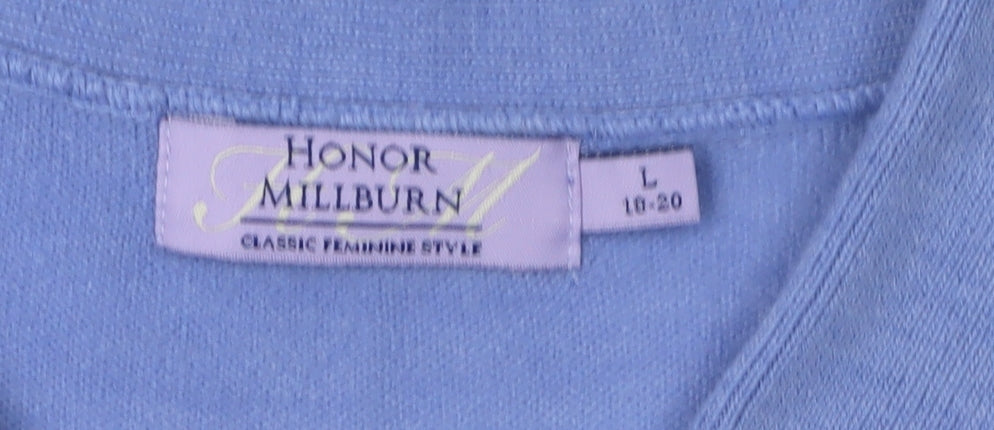 HONOR
MILLBURN
CLASSIC FEMININE STYLE
L
18-20